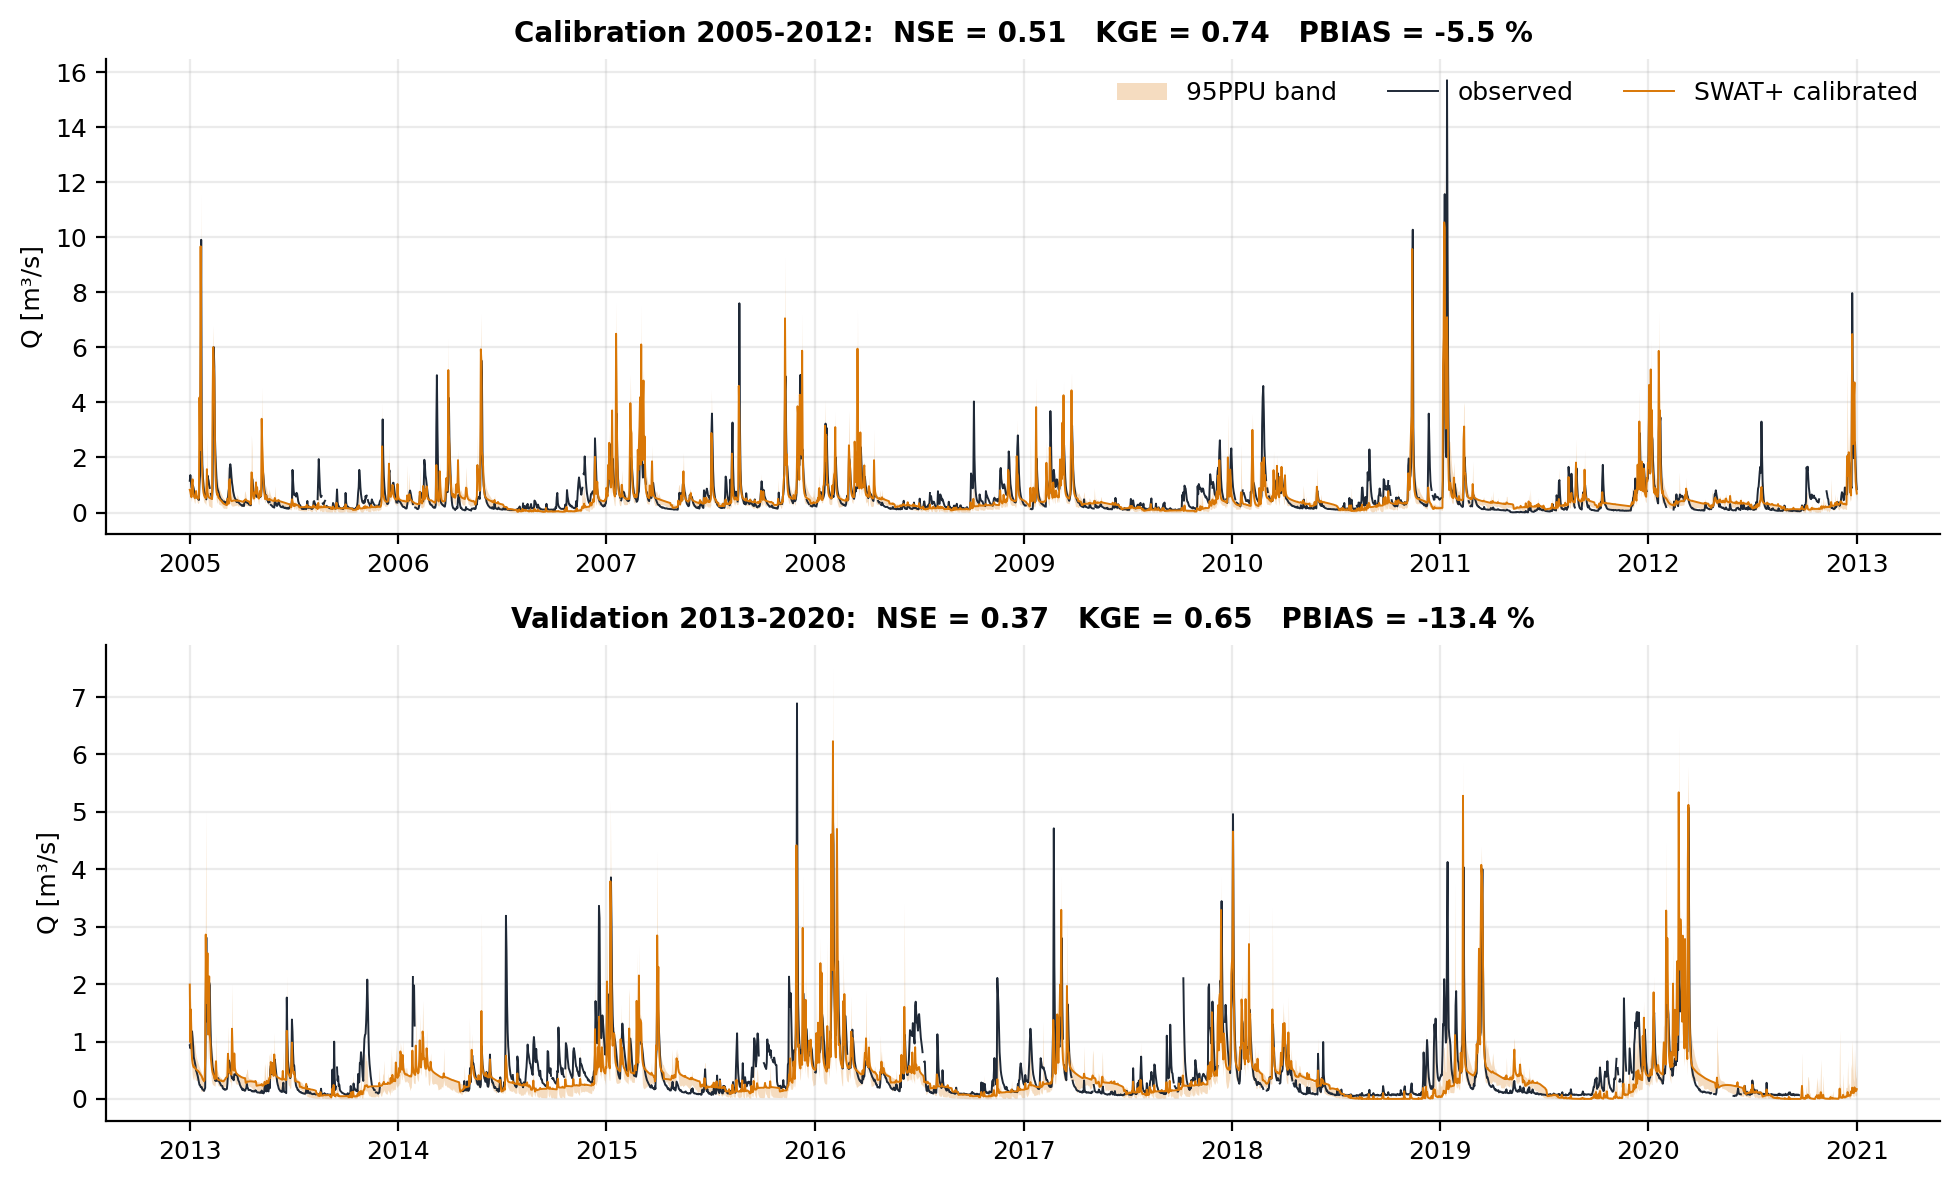 Calibration 2005-2012:  NSE = 0.51   KGE = 0.74   PBIAS = -5.5 %
95PPU band   observed   SWAT+ calibrated
Q [m³/s]
16
14
12
10
8
6
4
2
0
2005 2006 2007 2008 2009 2010 2011 2012 2013
Validation 2013-2020:  NSE = 0.37   KGE = 0.65   PBIAS = -13.4 %
Q [m³/s]
7
6
5
4
3
2
1
0
2013 2014 2015 2016 2017 2018 2019 2020 2021